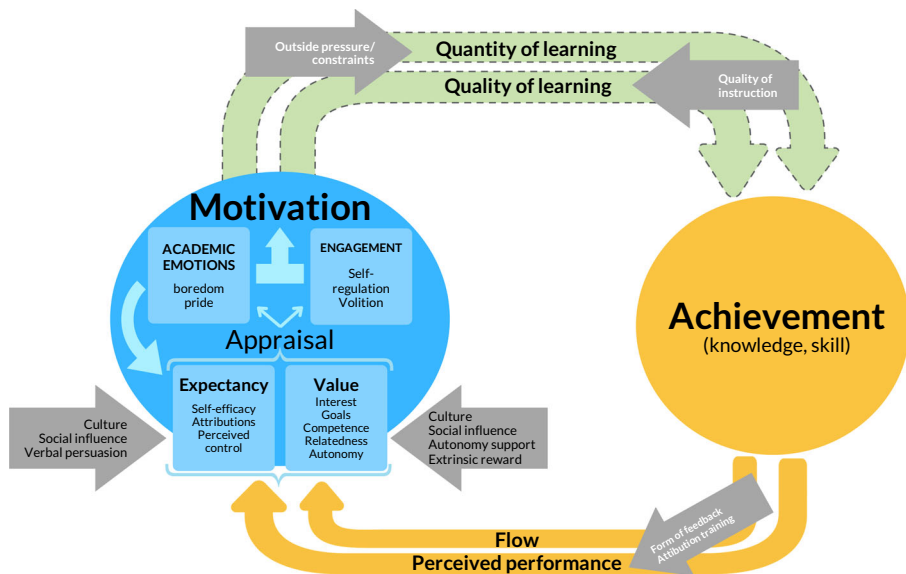 Outside pressure/
constraints
Quantity of learning
Quality of learning
Quality of
instruction
Motivation
ACADEMIC
EMOTIONS
boredom
pride
ENGAGEMENT
Self-
regulation
Volition
Appraisal
Expectancy
Self-efficacy
Attributions
Perceived
control
Value
Interest
Goals
Competence
Relatedness
Autonomy
Culture
Social influence
Verbal persuasion
Culture
Social influence
Autonomy support
Extrinsic reward
Achievement
(knowledge, skill)
Form of feedback
Attibution training
Flow
Perceived performance